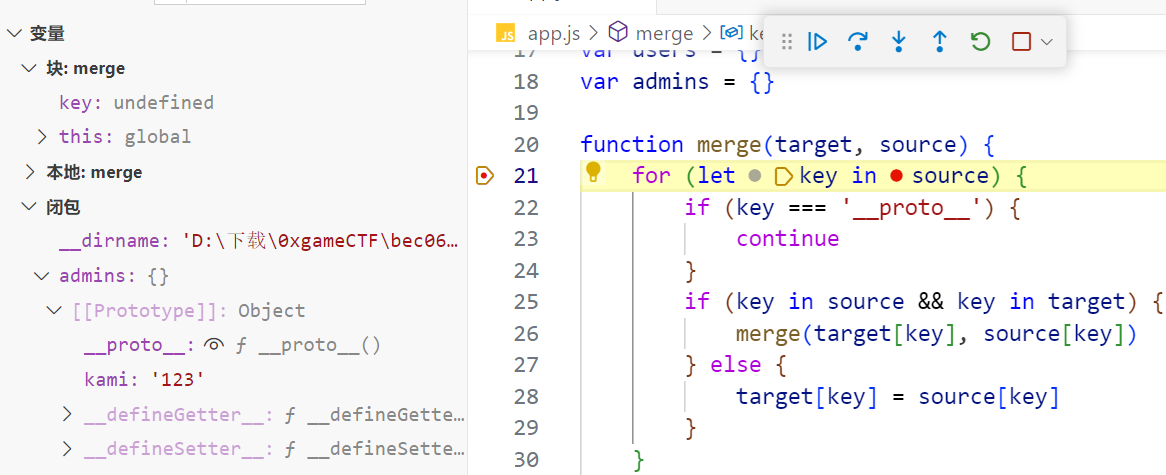 变量
块: merge
key: undefined
this: global
本地: merge
闭包
__dirname: 'D:\下载\0xgameCTF\bec06…
admins: {}
[[Prototype]]: Object
__proto__: ƒ __proto__()
kami: '123'
__defineGetter__: ƒ __defineGette…
__defineSetter__: ƒ __defineSette…
JS app.js > merge > ke
17 var users = {}
18 var admins = {}
19
20 function merge(target, source) {
21 for (let key in source) {
22 if (key === '__proto__') {
23 continue
24 }
25 if (key in source && key in target) {
26 merge(target[key], source[key])
27 } else {
28 target[key] = source[key]
29 }
30 }